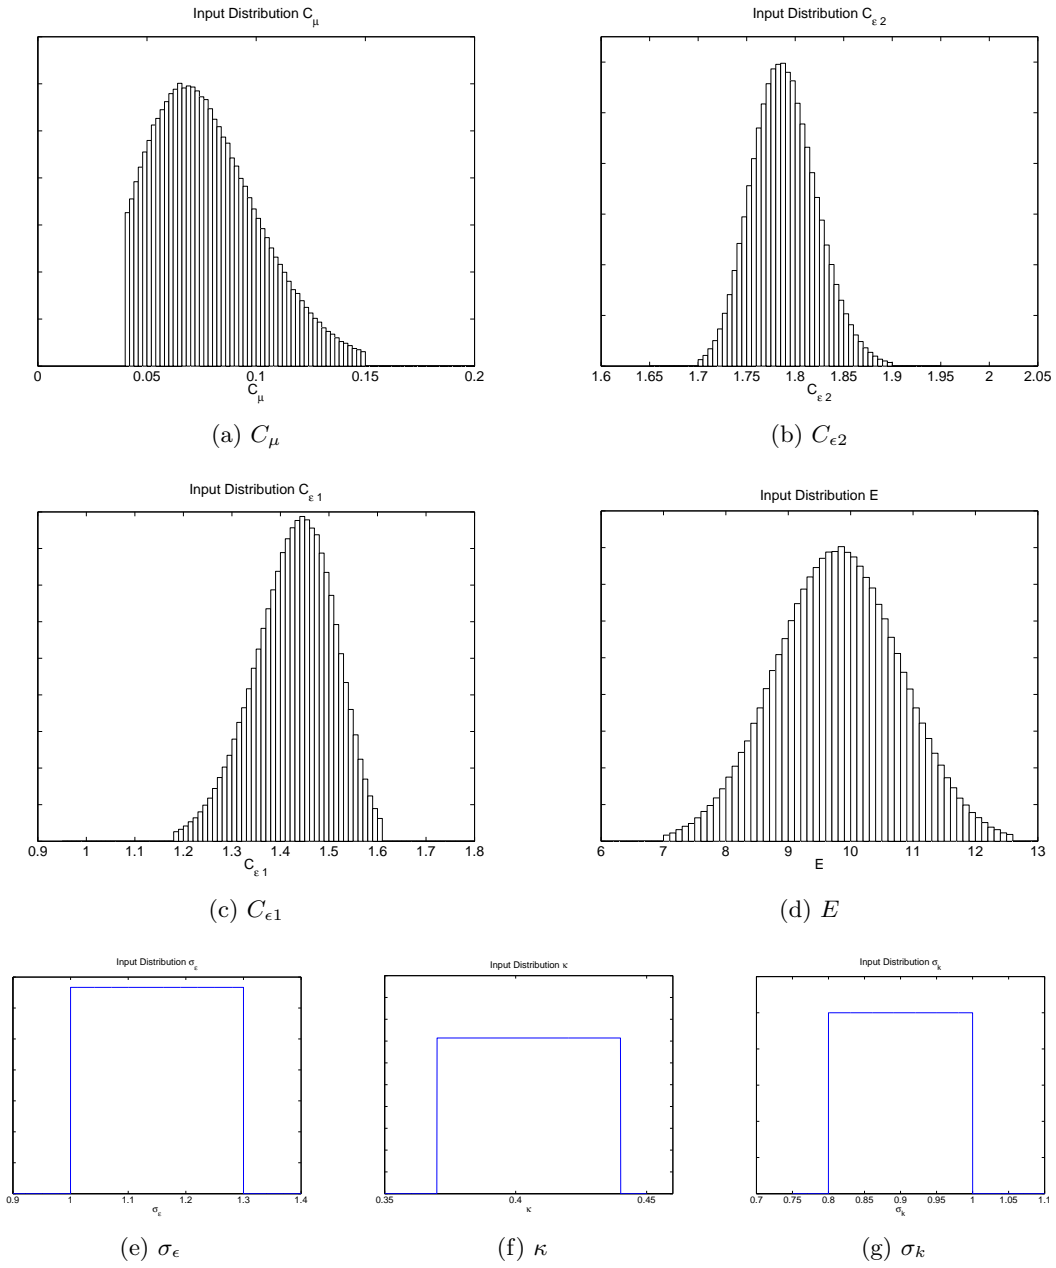 Input Distribution C_μ
Input Distribution C_ε 2
0 0.05 0.1 0.15 0.2
C_μ
1.6 1.65 1.7 1.75 1.8 1.85 1.9 1.95 2 2.05
C_ε 2
(a) C_μ
(b) C_ϵ2
Input Distribution C_ε 1
Input Distribution E
0.9 1 1.1 1.2 1.3 1.4 1.5 1.6 1.7 1.8
C_ε 1
6 7 8 9 10 11 12 13
E
(c) C_ϵ1
(d) E
Input Distribution σ_ε
Input Distribution κ
Input Distribution σ_k
0.9 1 1.1 1.2 1.3 1.4
σ_ε
0.35 0.4 0.45
κ
0.7 0.75 0.8 0.85 0.9 0.95 1 1.05 1.1
σ_k
(e) σ_ϵ
(f) κ
(g) σ_k